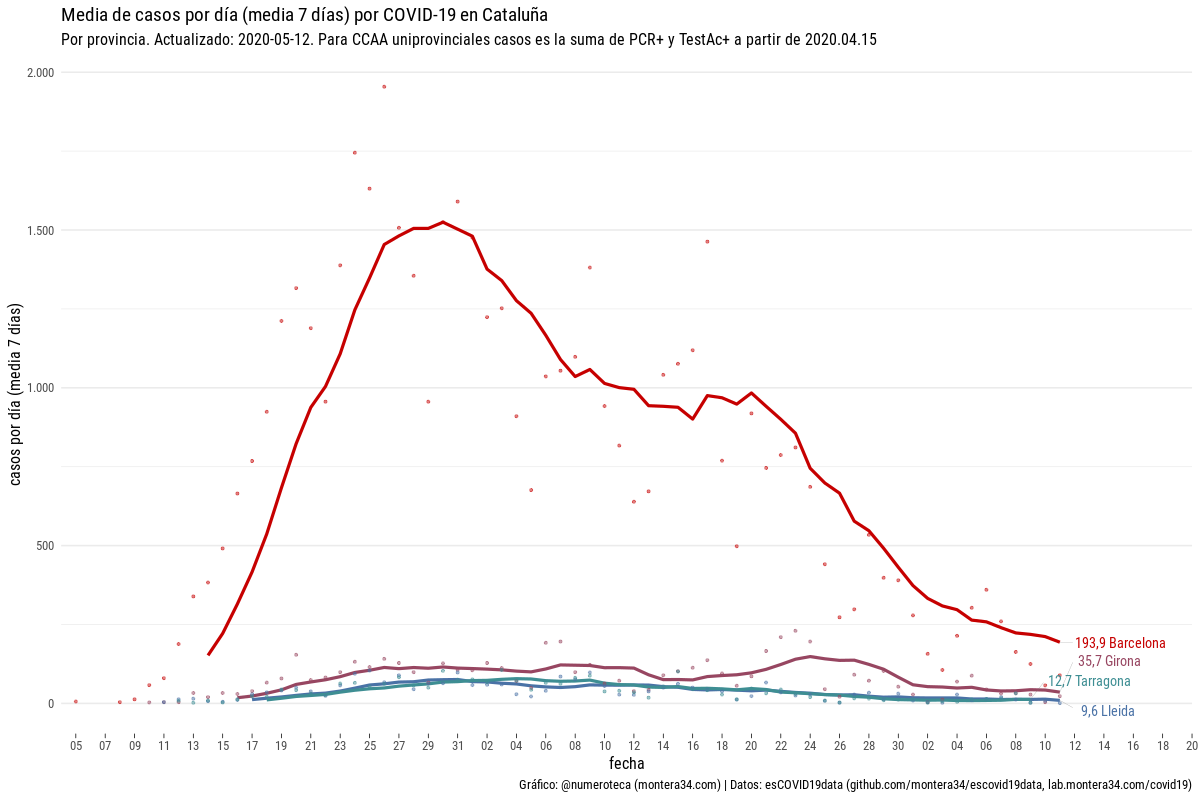 Media de casos por día (media 7 días) por COVID-19 en Cataluña
Por provincia. Actualizado: 2020-05-12. Para CCAA uniprovinciales casos es la suma de PCR+ y TestAc+ a partir de 2020.04.15
2.000
1.500
1.000
500
0
casos por día (media 7 días)
193,9 Barcelona
35,7 Girona
12,7 Tarragona
9,6 Lleida
05 07 09 11 13 15 17 19 21 23 25 27 29 31 02 04 06 08 10 12 14 16 18 20 22 24 26 28 30 02 04 06 08 10 12 14 16 18 20
fecha
Gráfico: @numeroteca (montera34.com) | Datos: esCOVID19data (github.com/montera34/escovid19data, lab.montera34.com/covid19)